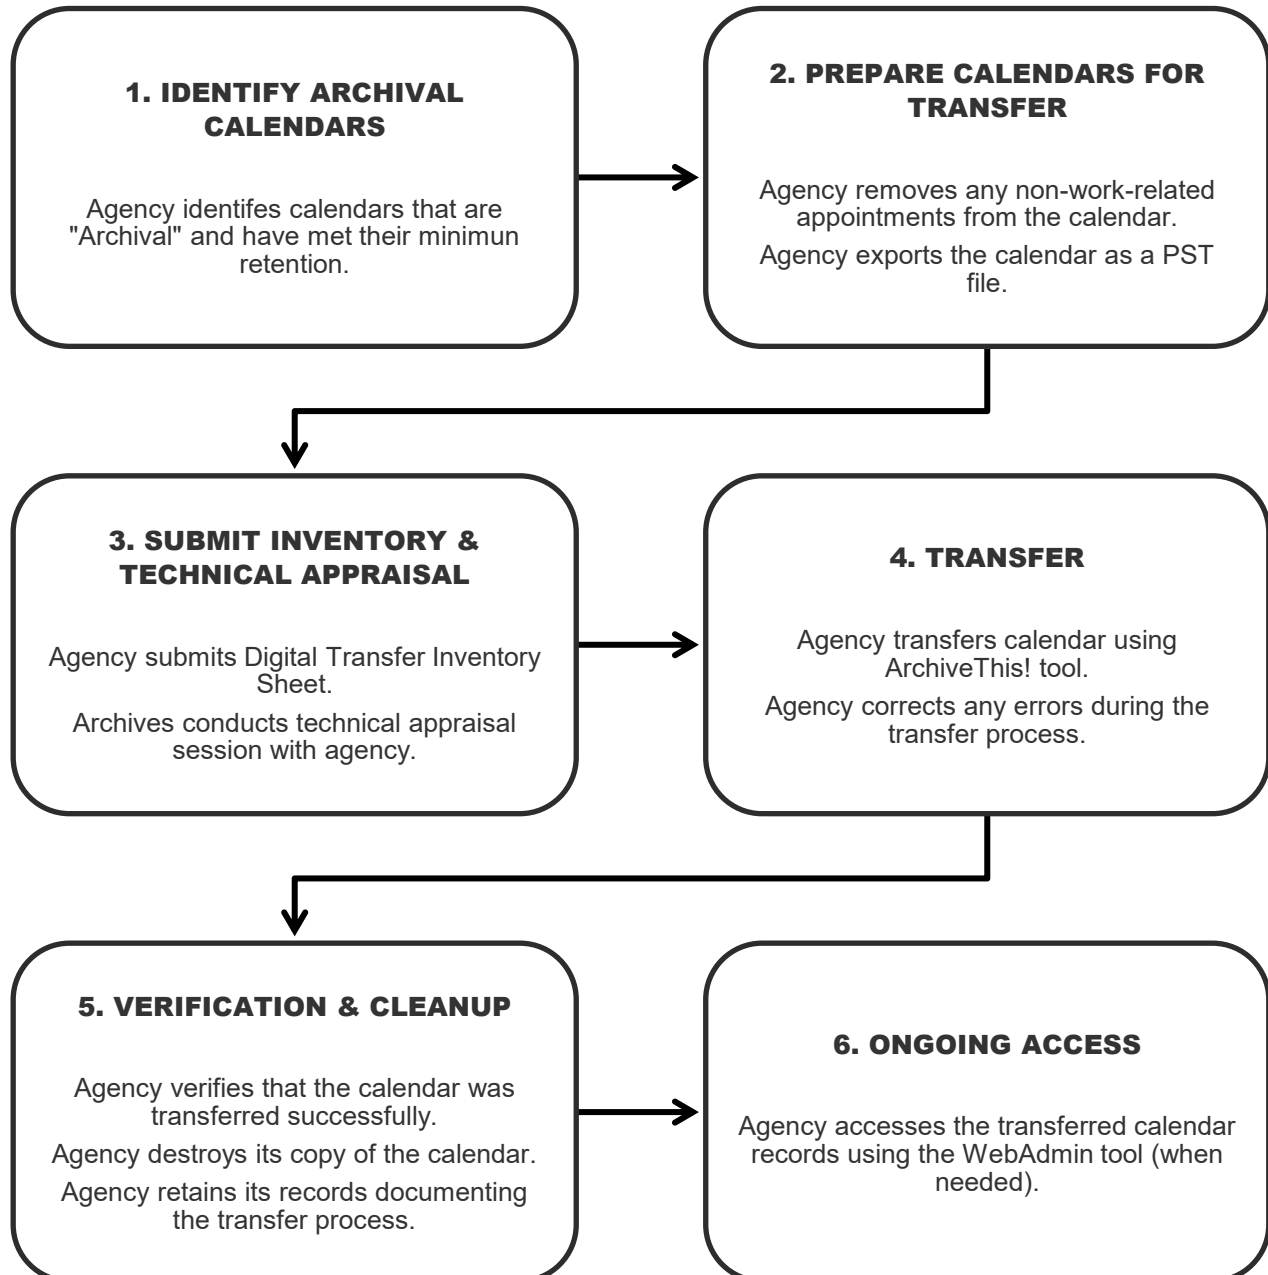 1. IDENTIFY ARCHIVAL
CALENDARS
Agency identifes calendars that are
"Archival" and have met their minimun
retention.
2. PREPARE CALENDARS FOR
TRANSFER
Agency removes any non-work-related
appointments from the calendar.
Agency exports the calendar as a PST
file.
3. SUBMIT INVENTORY &
TECHNICAL APPRAISAL
Agency submits Digital Transfer Inventory
Sheet.
Archives conducts technical appraisal
session with agency.
4. TRANSFER
Agency transfers calendar using
ArchiveThis! tool.
Agency corrects any errors during the
transfer process.
5. VERIFICATION & CLEANUP
Agency verifies that the calendar was
transferred successfully.
Agency destroys its copy of the calendar.
Agency retains its records documenting
the transfer process.
6. ONGOING ACCESS
Agency accesses the transferred calendar
records using the WebAdmin tool (when
needed).